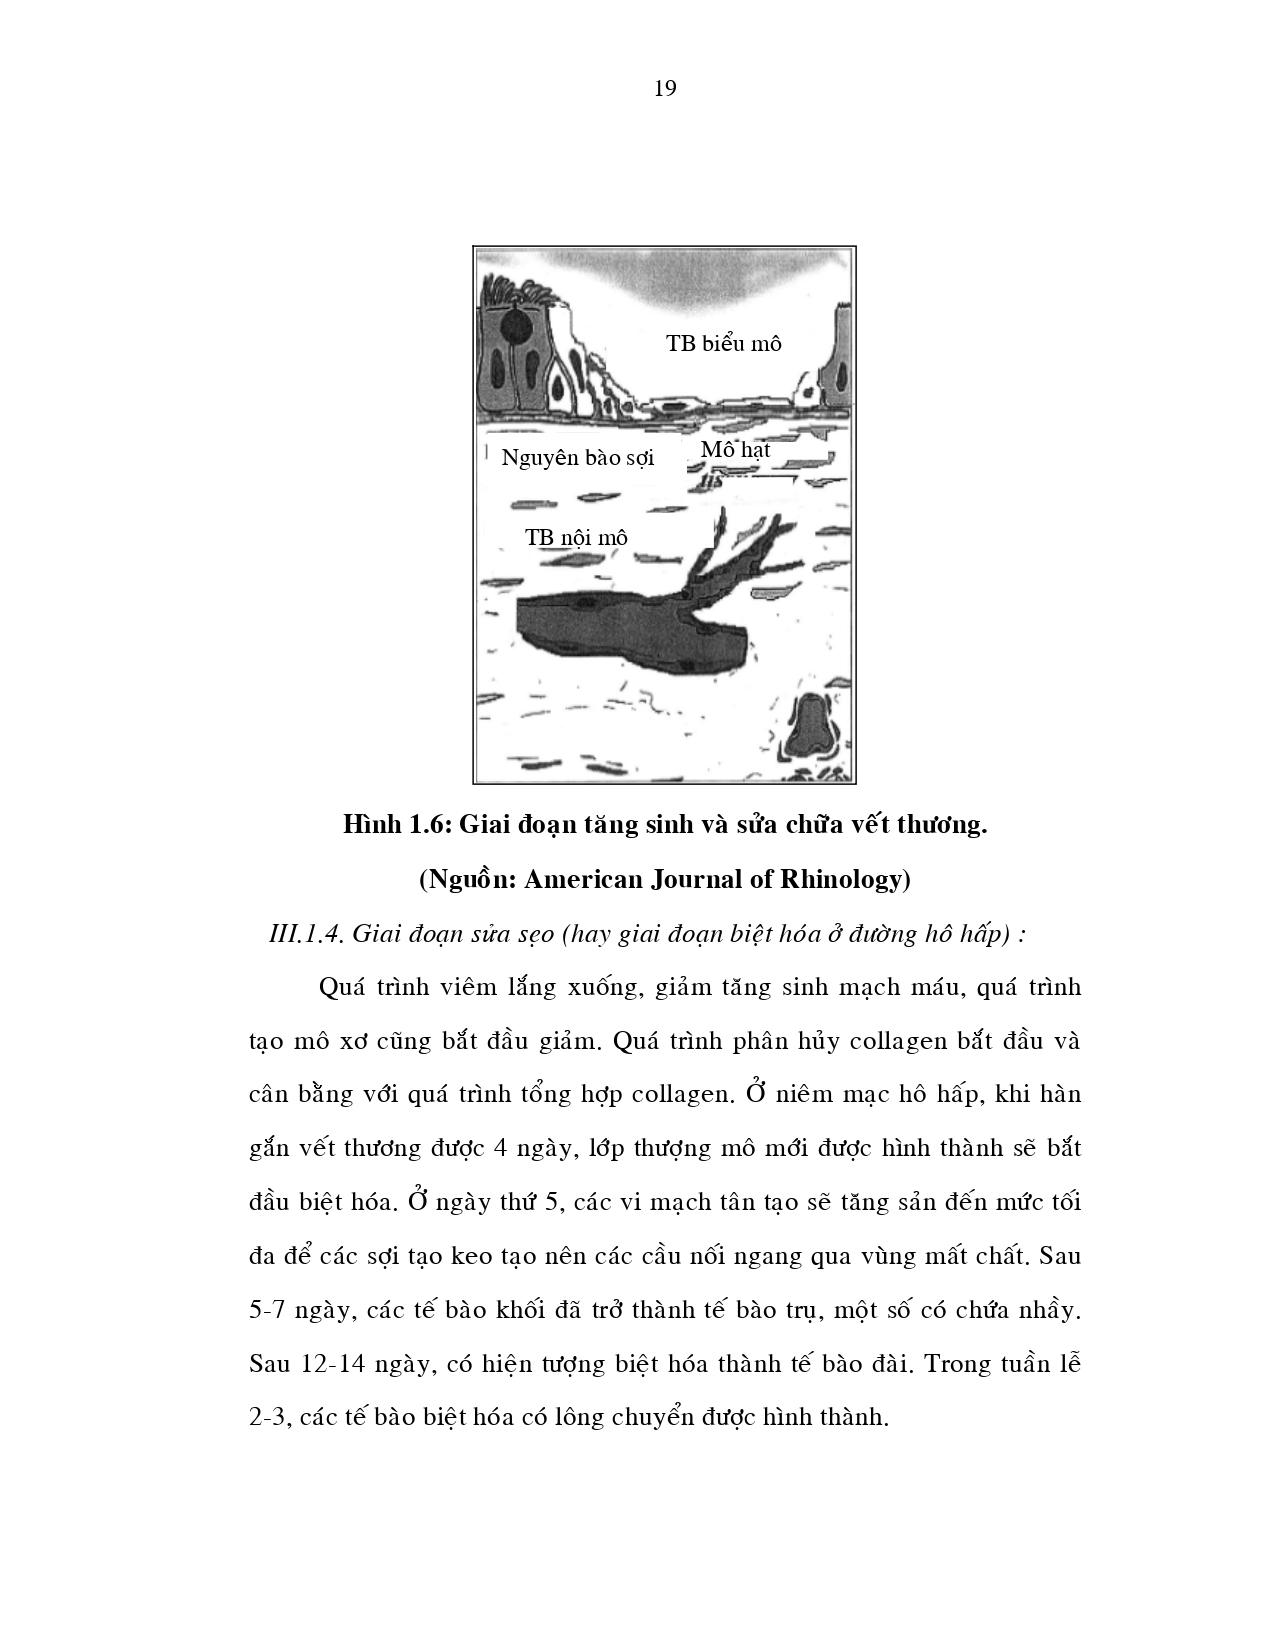 19
TB biểu mô
Nguyên bào sợi
Mô hạt
TB nội mô
Hình 1.6: Giai đoạn tăng sinh và sửa chữa vết thương.
(Nguồn: American Journal of Rhinology)
III.1.4. Giai đoạn sửa sẹo (hay giai đoạn biệt hóa ở đường hô hấp) :
Quá trình viêm lắng xuống, giảm tăng sinh mạch máu, quá trình
tạo mô xơ cũng bắt đầu giảm. Quá trình phân hủy collagen bắt đầu và
cân bằng với quá trình tổng hợp collagen. Ở niêm mạc hô hấp, khi hàn
gắn vết thương được 4 ngày, lớp thượng mô mới được hình thành sẽ bắt
đầu biệt hóa. Ở ngày thứ 5, các vi mạch tân tạo sẽ tăng sản đến mức tối
đa để các sợi tạo keo tạo nên các cầu nối ngang qua vùng mất chất. Sau
5-7 ngày, các tế bào khối đã trở thành tế bào trụ, một số có chứa nhầy.
Sau 12-14 ngày, có hiện tượng biệt hóa thành tế bào đài. Trong tuần lễ
2-3, các tế bào biệt hóa có lông chuyển được hình thành.